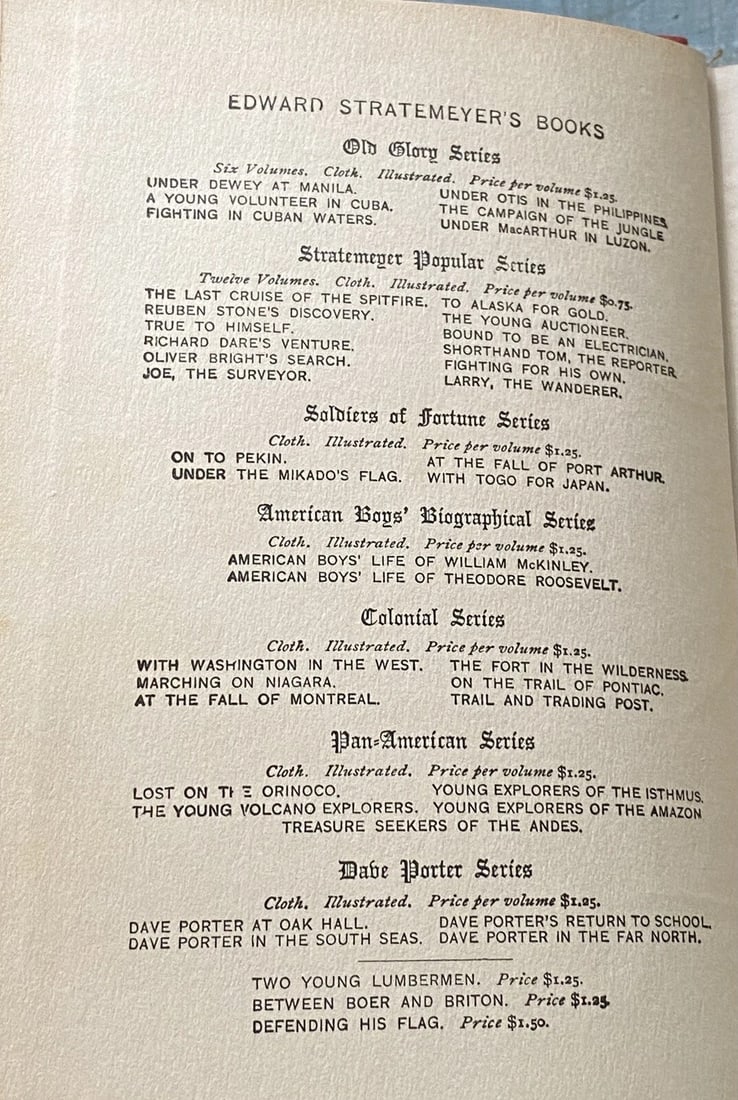 EDWARD STRATEMEYER'S BOOKS
Old Glory Series
Six Volumes. Cloth. Illustrated. Price per volume $1.25.
UNDER DEWEY AT MANILA. UNDER OTIS IN THE PHILIPPINES
A YOUNG VOLUNTEER IN CUBA. THE CAMPAIGN OF THE JUNGLE
FIGHTING IN CUBAN WATERS. UNDER MacARTHUR IN LUZON.
Stratemeyer Popular Series
Twelve Volumes. Cloth. Illustrated. Price per volume $0.75.
THE LAST CRUISE OF THE SPITFIRE. TO ALASKA FOR GOLD.
REUBEN STONE'S DISCOVERY. THE YOUNG AUCTIONEER.
TRUE TO HIMSELF. BOUND TO BE AN ELECTRICIAN.
RICHARD DARE'S VENTURE. SHORTHAND TOM, THE REPORTER
OLIVER BRIGHT'S SEARCH. FIGHTING FOR HIS OWN.
JOE, THE SURVEYOR. LARRY, THE WANDERER.
Soldiers of Fortune Series
Cloth. Illustrated. Price per volume $1.25.
ON TO PEKIN. AT THE FALL OF PORT ARTHUR.
UNDER THE MIKADO'S FLAG. WITH TOGO FOR JAPAN.
American Boys' Biographical Series
Cloth. Illustrated. Price per volume $1.25.
AMERICAN BOYS' LIFE OF WILLIAM McKINLEY.
AMERICAN BOYS' LIFE OF THEODORE ROOSEVELT.
Colonial Series
Cloth. Illustrated. Price per volume $1.25.
WITH WASHINGTON IN THE WEST. THE FORT IN THE WILDERNESS.
MARCHING ON NIAGARA. ON THE TRAIL OF PONTIAC.
AT THE FALL OF MONTREAL. TRAIL AND TRADING POST.
Pan-American Series
Cloth. Illustrated. Price per volume $1.25.
LOST ON THE ORINOCO. YOUNG EXPLORERS OF THE ISTHMUS.
THE YOUNG VOLCANO EXPLORERS. YOUNG EXPLORERS OF THE AMAZON
TREASURE SEEKERS OF THE ANDES.
Dave Porter Series
Cloth. Illustrated. Price per volume $1.25.
DAVE PORTER AT OAK HALL. DAVE PORTER'S RETURN TO SCHOOL.
DAVE PORTER IN THE SOUTH SEAS. DAVE PORTER IN THE FAR NORTH.
TWO YOUNG LUMBERMEN. Price $1.25.
BETWEEN BOER AND BRITON. Price $1.25.
DEFENDING HIS FLAG. Price $1.50.